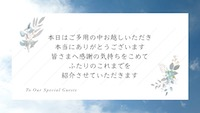 本日はご多用の中お越しいただき
本当にありがとうございます
皆さまへ感謝の気持ちをこめて
ふたりのこれまでを
紹介させていただきます
To Our Special Guests